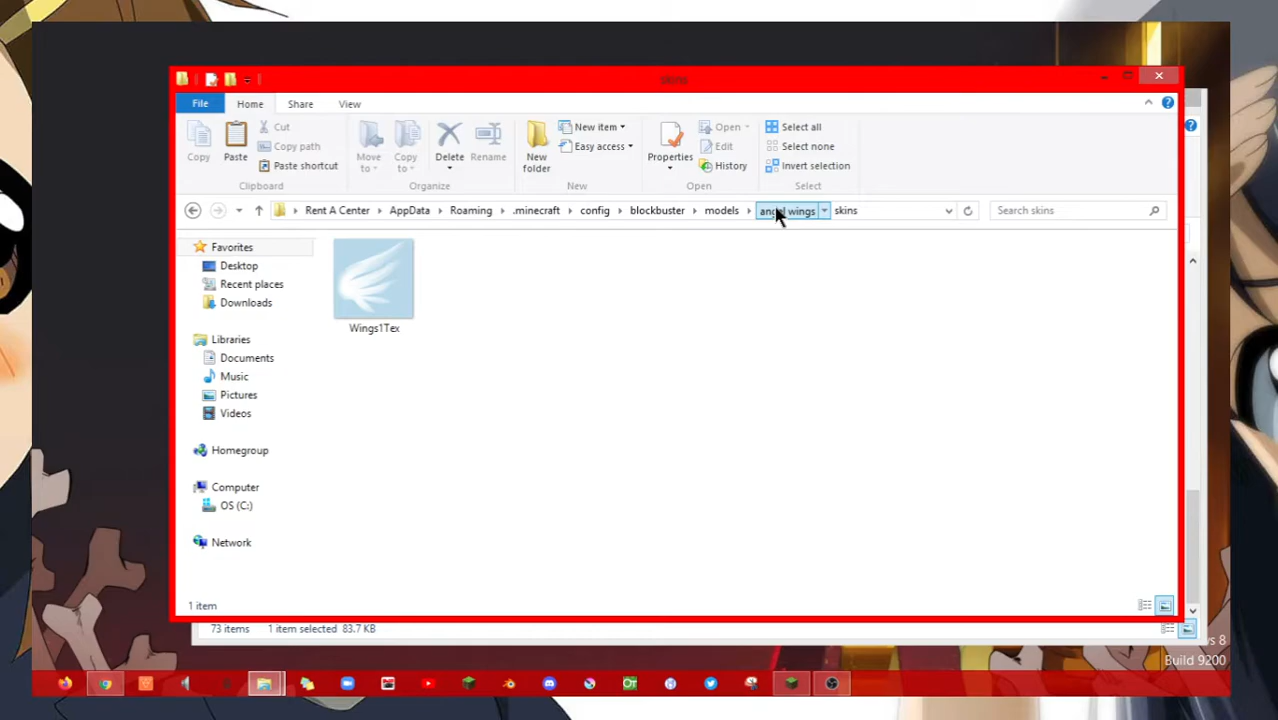 skins
File Home Share View
Copy
Paste
Cut
Copy path
Paste shortcut
Clipboard
Move to
Copy to
Delete
Rename
Organize
New folder
New item
Easy access
New
Properties
Open
Edit
History
Open
Select all
Select none
Invert selection
Select
Rent A Center AppData Roaming .minecraft config blockbuster models angel wings skins
Search skins
Favorites
Desktop
Recent places
Downloads
Libraries
Documents
Music
Pictures
Videos
Homegroup
Computer
OS (C:)
Network
Wings1Tex
1 item
73 items 1 item selected 83.7 KB
ws 8
Build 9200